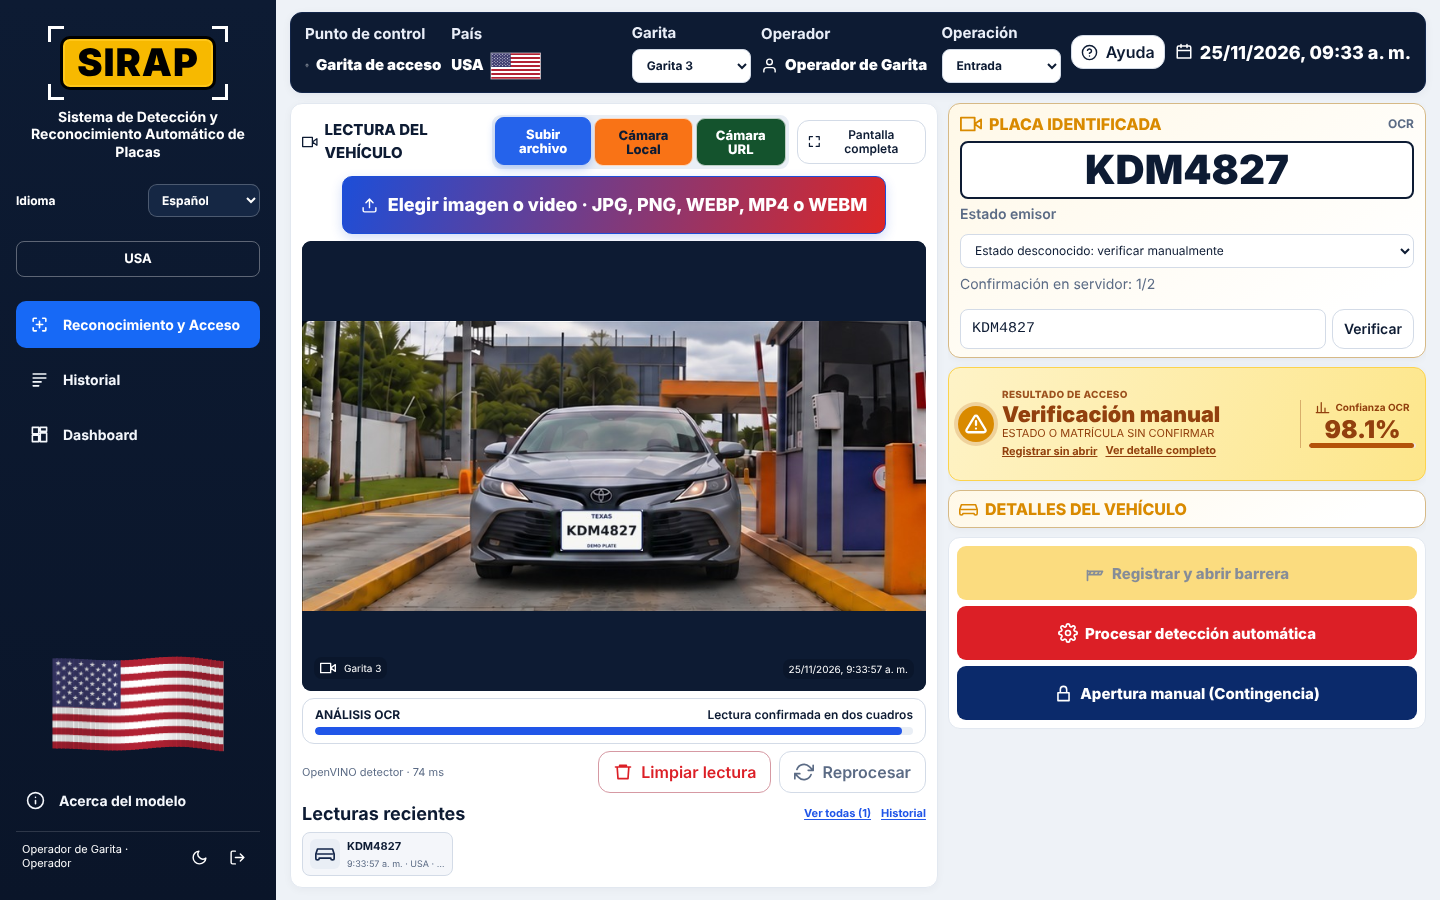 SIRAP
Sistema de Detección y
Reconocimiento Automático de
Placas
Idioma
Español
USA
Reconocimiento y Acceso
Historial
Dashboard
Acerca del modelo
Operador de Garita ·
Operador
Punto de control
Garita de acceso
País
USA
Garita
Garita 3
Operador
Operador de Garita
Operación
Entrada
Ayuda
25/11/2026, 09:33 a. m.
LECTURA DEL
VEHÍCULO
Subir
archivo
Cámara
Local
Cámara
URL
Pantalla
completa
Elegir imagen o video · JPG, PNG, WEBP, MP4 o WEBM
TEXAS
KDM4827
DEMO PLATE
Garita 3
25/11/2026, 9:33:57 a. m.
ANÁLISIS OCR
Lectura confirmada en dos cuadros
OpenVINO detector · 74 ms
Limpiar lectura
Reprocesar
Lecturas recientes
Ver todas (1)
Historial
KDM4827
9:33:57 a. m. · USA · ...
PLACA IDENTIFICADA
OCR
KDM4827
Estado emisor
Estado desconocido: verificar manualmente
Confirmación en servidor: 1/2
KDM4827
Verificar
RESULTADO DE ACCESO
Verificación manual
ESTADO O MATRÍCULA SIN CONFIRMAR
Registrar sin abrir
Ver detalle completo
Confianza OCR
98.1%
DETALLES DEL VEHÍCULO
Registrar y abrir barrera
Procesar detección automática
Apertura manual (Contingencia)